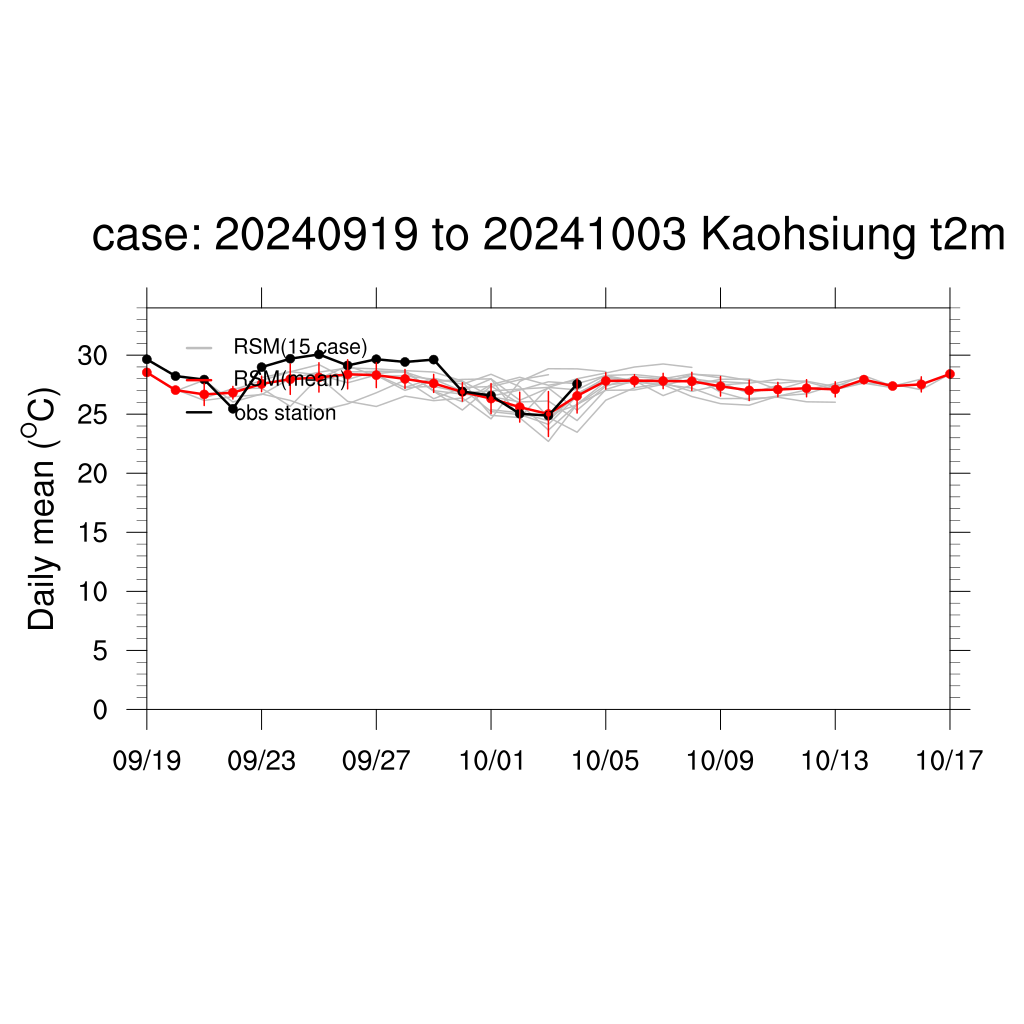 case: 20240919 to 20241003 Kaohsiung t2m
Daily mean (°C)
30
25
20
15
10
5
0
RSM(15 case)
RSM(mean)
obs station
09/19 09/23 09/27 10/01 10/05 10/09 10/13 10/17